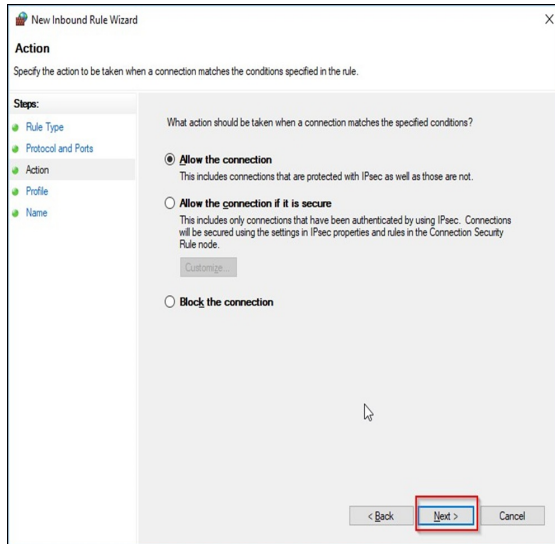 New Inbound Rule Wizard
X
Action
Specify the action to be taken when a connection matches the conditions specified in the rule.
Steps:
Rule Type
Protocol and Ports
Action
Profile
Name
What action should be taken when a connection matches the specified conditions?
Allow the connection
This includes connections that are protected with IPsec as well as those are not.
Allow the connection if it is secure
This includes only connections that have been authenticated by using IPsec. Connections
will be secured using the settings in IPsec properties and rules in the Connection Security
Rule node.
Customize...
Block the connection
< Back
Next >
Cancel